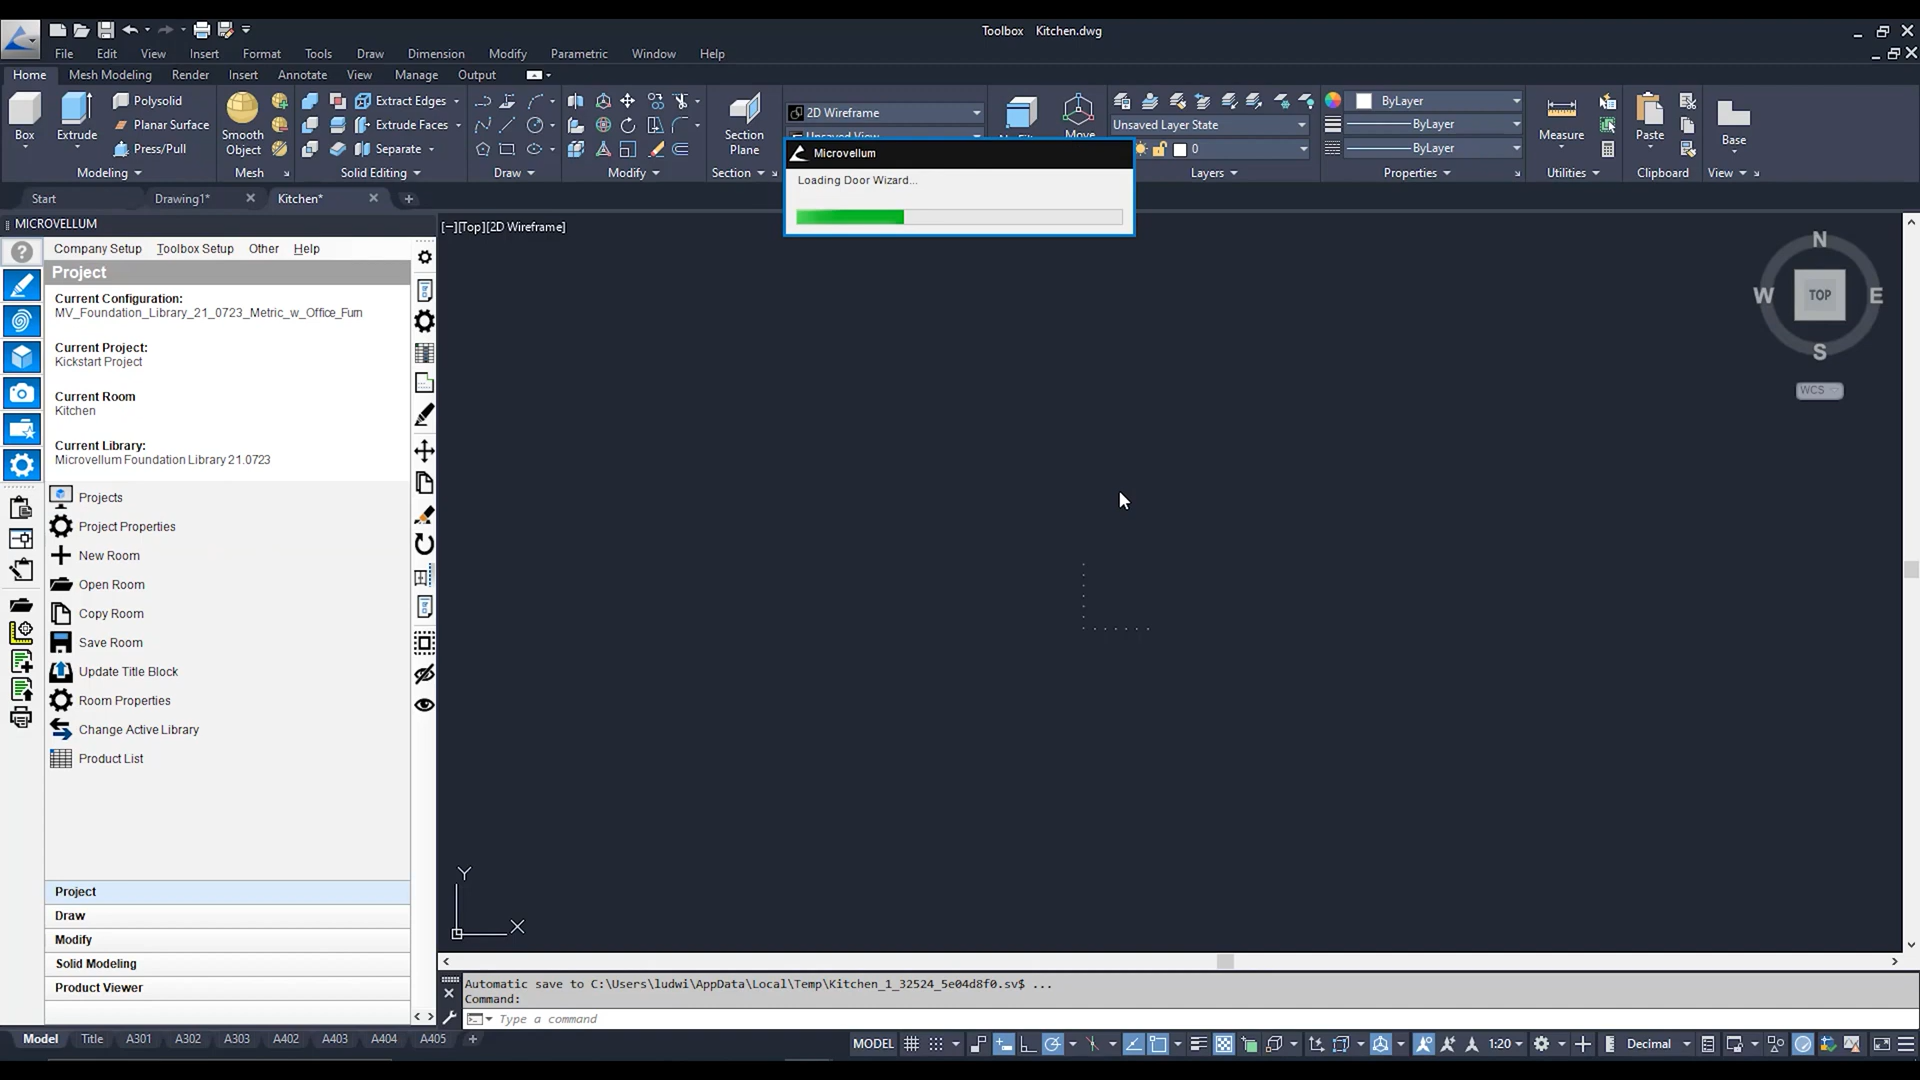 Toolbox Kitchen.dwg
File Edit View Insert Format Tools Draw Dimension Modify Parametric Window Help
Home Mesh Modeling Render Insert Annotate View Manage Output
Polysolid
Planar Surface
Press/Pull
Box
Extrude
Modeling
Smooth
Object
Mesh
Extract Edges
Extrude Faces
Separate
Solid Editing
Draw
Modify
Section
Plane
Section
2D Wireframe
Move
Unsaved Layer State
0
Layers
ByLayer
ByLayer
ByLayer
Properties
Measure
Utilities
Paste
Clipboard
Base
View
Microvellum
Loading Door Wizard...
Start Drawing1* Kitchen*
MICROVELLUM
Company Setup Toolbox Setup Other Help
Project
Current Configuration:
MV_Foundation_Library_21_0723_Metric_w_Office_Furn
Current Project:
Kickstart Project
Current Room
Kitchen
Current Library:
Microvellum Foundation Library 21.0723
Projects
Project Properties
New Room
Open Room
Copy Room
Save Room
Update Title Block
Room Properties
Change Active Library
Product List
Project
Draw
Modify
Solid Modeling
Product Viewer
[−][Top][2D Wireframe]
N
W TOP E
S
WCS
Y
X
Automatic save to C:\Users\ludwi\AppData\Local\Temp\Kitchen_1_32524_5e04d8f0.sv$ ...
Command:
Type a command
Model Title A301 A302 A303 A402 A403 A404 A405
MODEL 1:20 Decimal